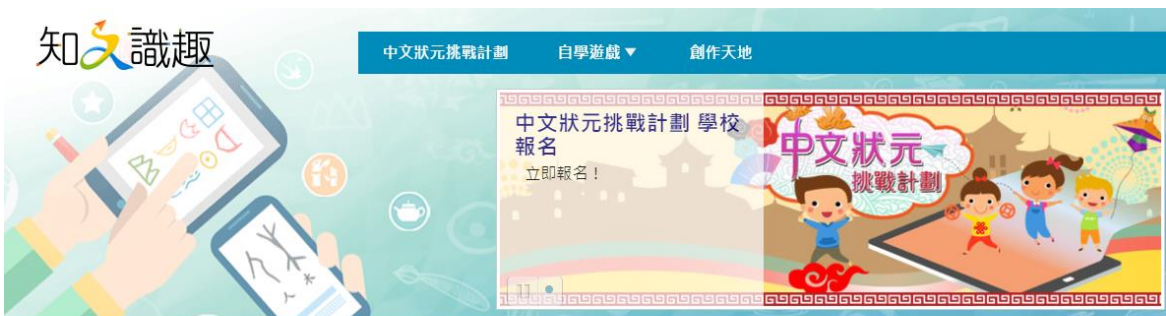 知文識趣
中文狀元挑戰計劃 自學遊戲▼ 創作天地
中文狀元挑戰計劃 學校
報名
立即報名！
中文狀元
挑戰計劃
人 木